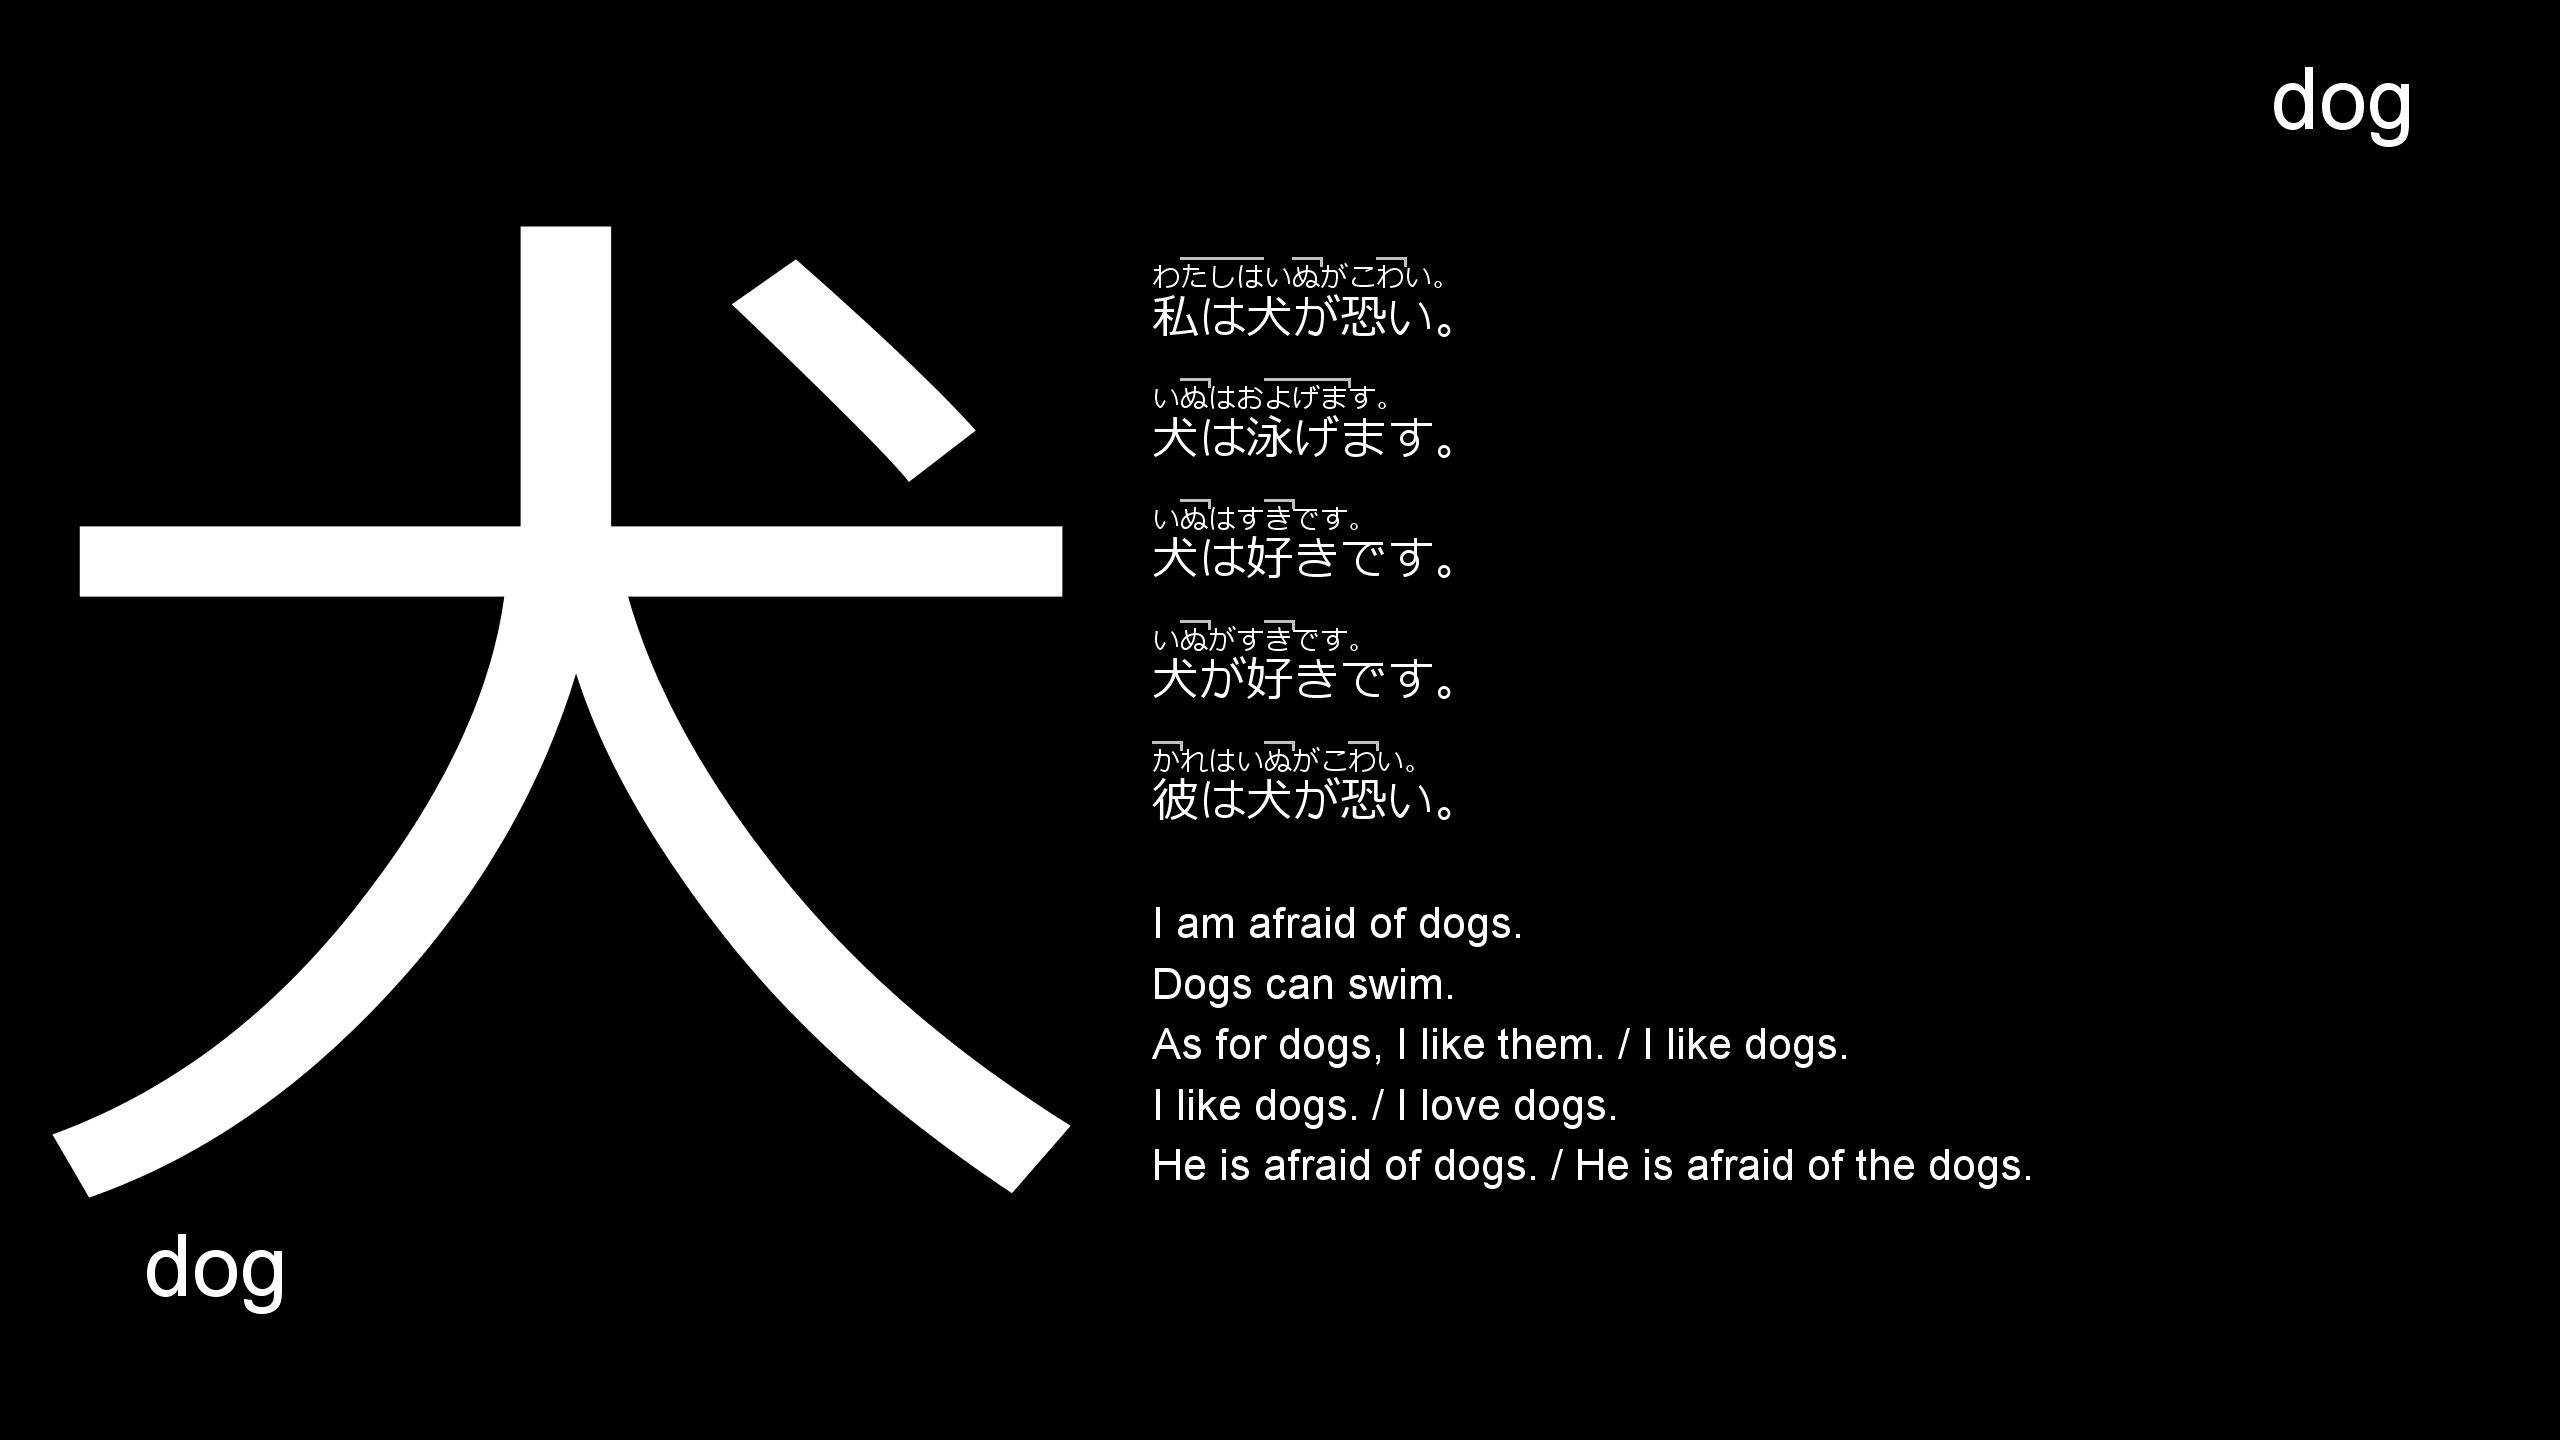 dog
犬
わたしはいぬがこわい。
私は犬が恐い。
いぬはおよげます。
犬は泳げます。
いぬはすきです。
犬は好きです。
いぬがすきです。
犬が好きです。
かれはいぬがこわい。
彼は犬が恐い。
I am afraid of dogs.
Dogs can swim.
As for dogs, I like them. / I like dogs.
I like dogs. / I love dogs.
He is afraid of dogs. / He is afraid of the dogs.
dog